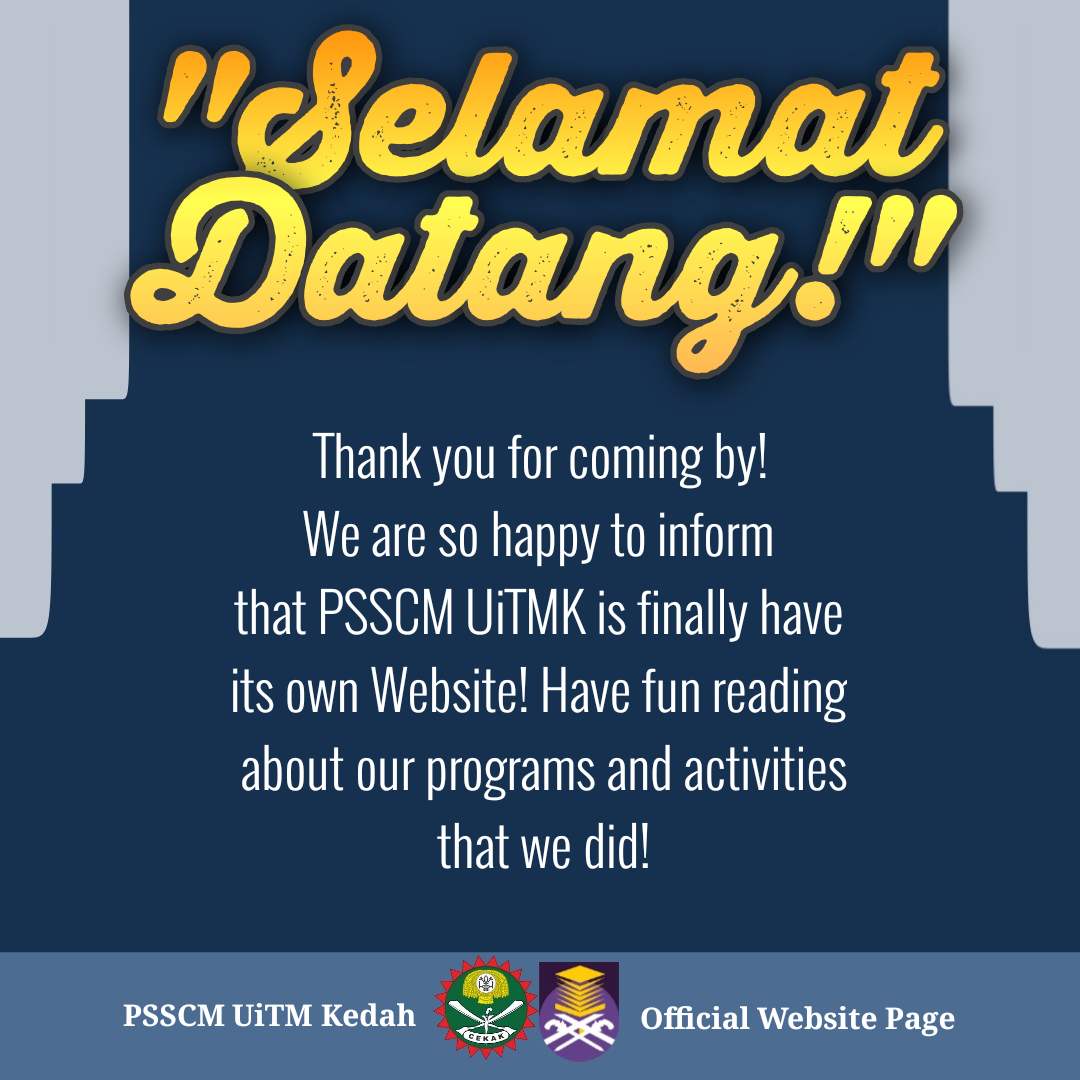 "Selamat
Datang!"
Thank you for coming by!
We are so happy to inform
that PSSCM UiTMK is finally have
its own Website! Have fun reading
about our programs and activities
that we did!
PSSCM UiTM Kedah
CEKAK
Official Website Page